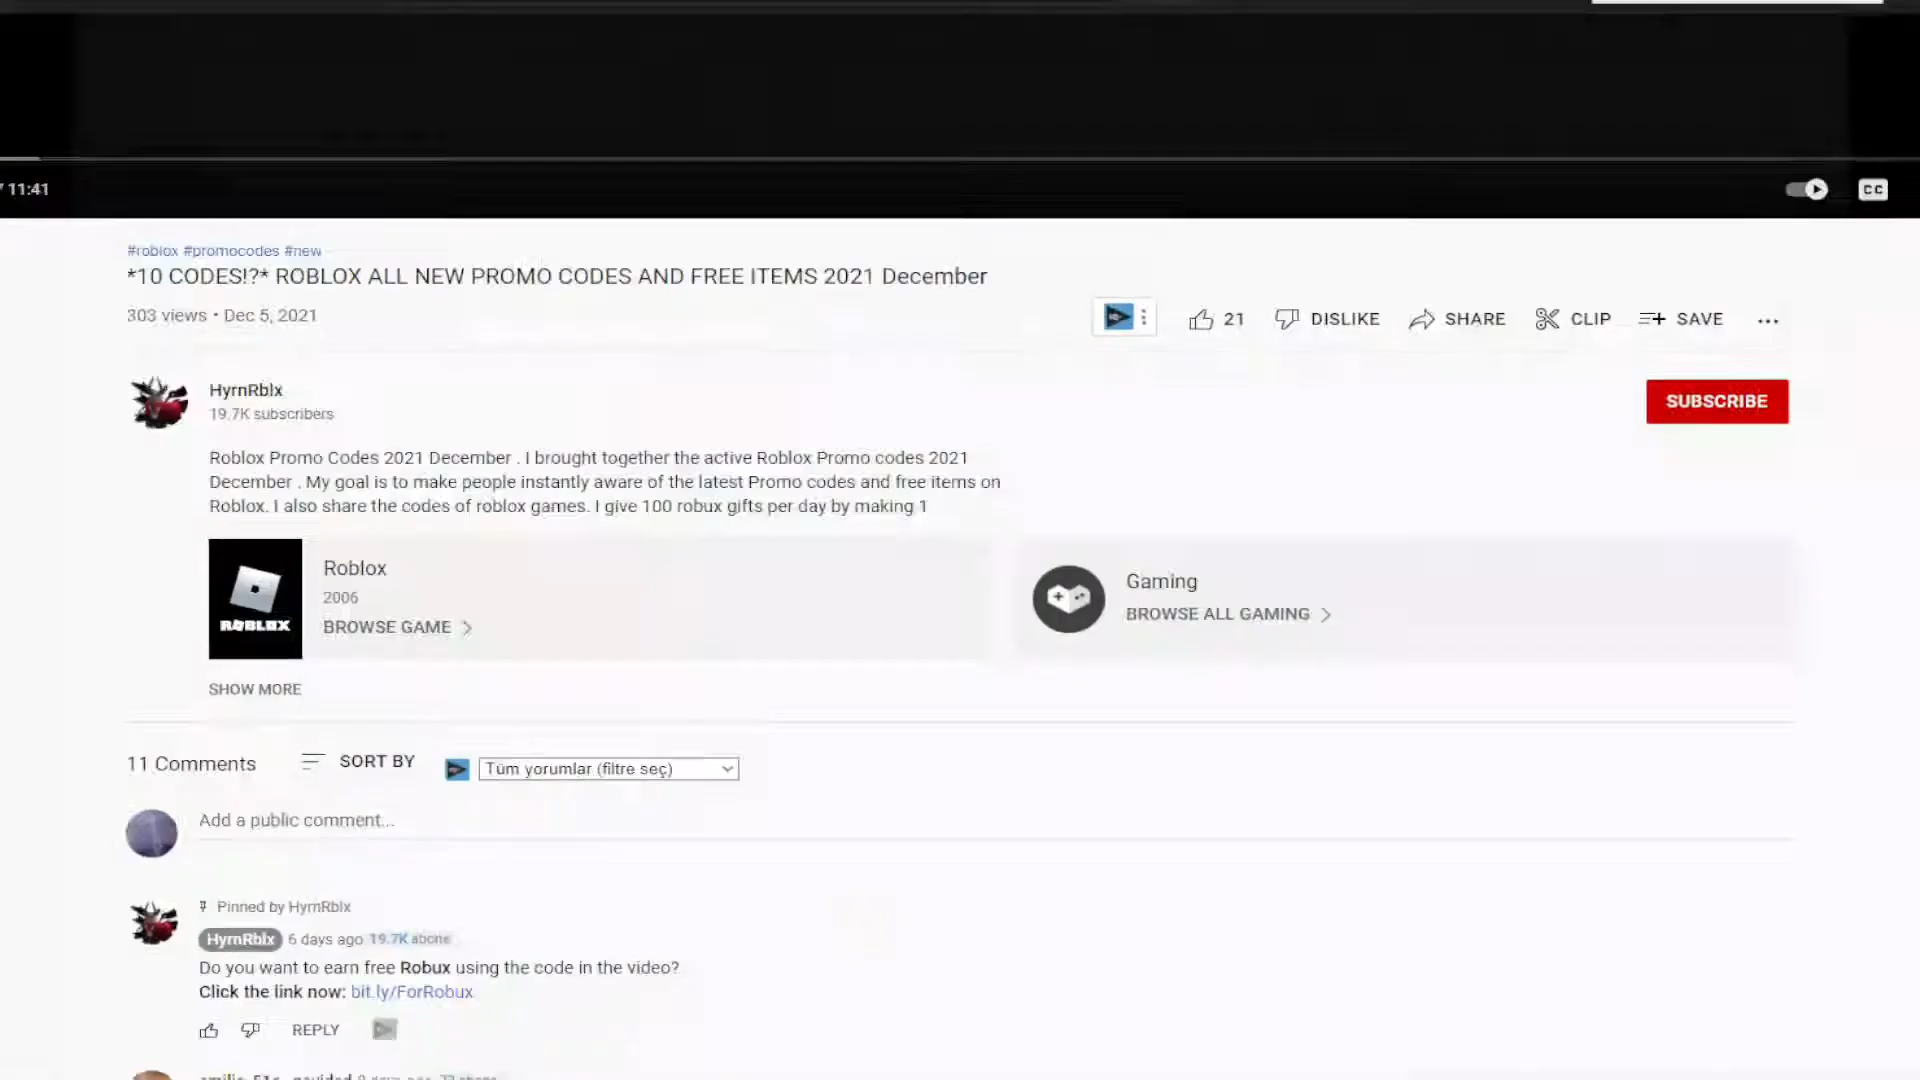 11:41
CC
#roblox #promocodes #new
*10 CODES!?* ROBLOX ALL NEW PROMO CODES AND FREE ITEMS 2021 December
303 views • Dec 5, 2021
21 DISLIKE SHARE CLIP SAVE
HyrnRblx
19.7K subscribers
SUBSCRIBE
Roblox Promo Codes 2021 December . I brought together the active Roblox Promo codes 2021
December . My goal is to make people instantly aware of the latest Promo codes and free items on
Roblox. I also share the codes of roblox games. I give 100 robux gifts per day by making 1
Roblox
2006
BROWSE GAME
ROBLOX
Gaming
BROWSE ALL GAMING
SHOW MORE
11 Comments SORT BY Tüm yorumlar (filtre seç)
Add a public comment...
Pinned by HyrnRblx
HyrnRblx 6 days ago 19.7K abone
Do you want to earn free Robux using the code in the video?
Click the link now: bit.ly/ForRobux
REPLY